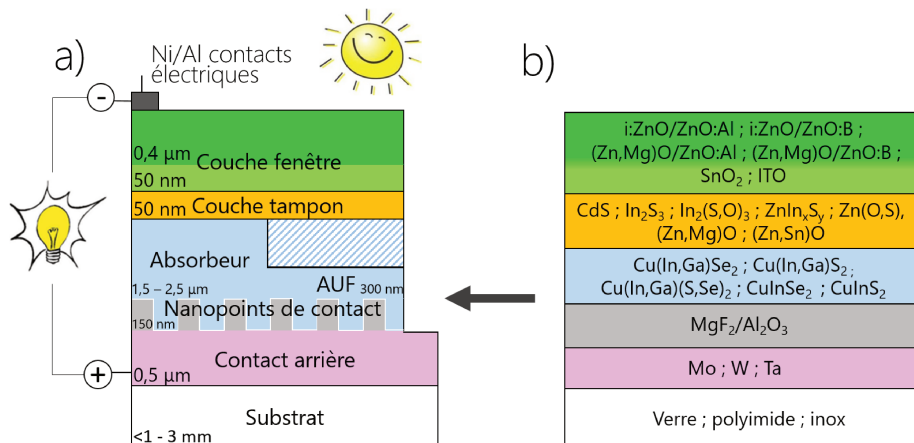 a)
Ni/Al contacts
électriques
-
0,4 µm
Couche fenêtre
50 nm
50 nm
Couche tampon
Absorbeur
AUF 300 nm
1,5 – 2,5 µm
Nanopoints de contact
150 nm
Contact arrière
+
0,5 µm
Substrat
<1 - 3 mm
b)
i:ZnO/ZnO:Al ; i:ZnO/ZnO:B ;
(Zn,Mg)O/ZnO:Al ; (Zn,Mg)O/ZnO:B ;
SnO₂ ; ITO
CdS ; In₂S₃ ; In₂(S,O)₃ ; ZnInₓSᵧ ; Zn(O,S),
(Zn,Mg)O ; (Zn,Sn)O
Cu(In,Ga)Se₂ ; Cu(In,Ga)S₂ ;
Cu(In,Ga)(S,Se)₂ ; CuInSe₂ ; CuInS₂
MgF₂/Al₂O₃
Mo ; W ; Ta
Verre ; polyimide ; inox